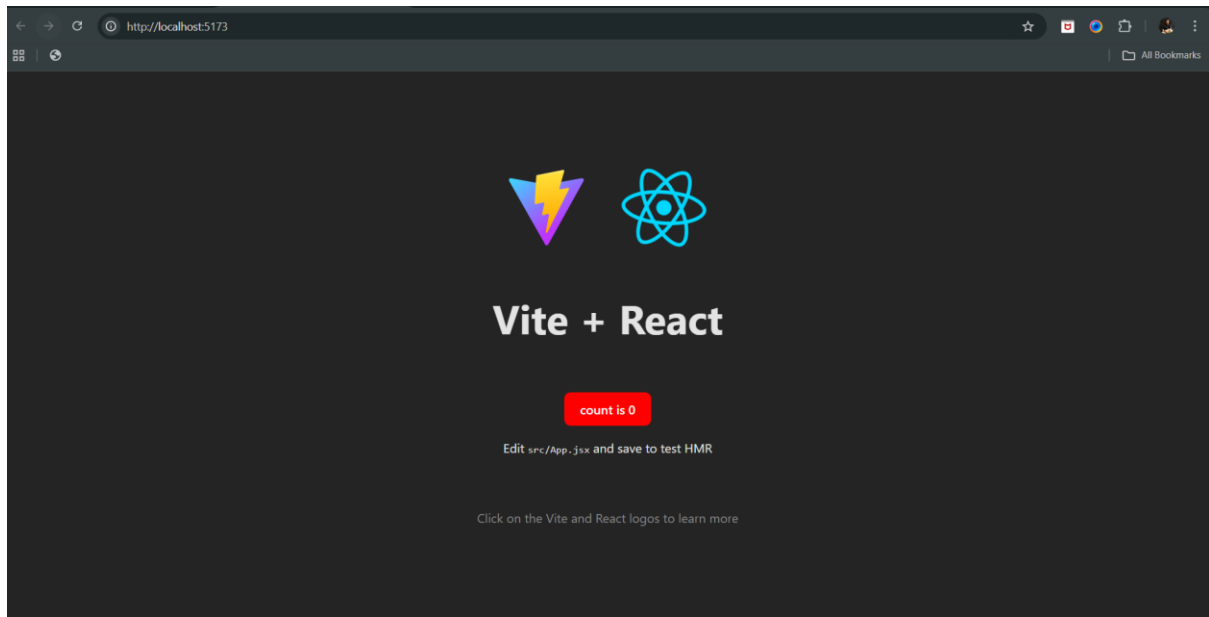 http://localhost:5173
All Bookmarks
Vite + React
count is 0
Edit src/App.jsx and save to test HMR
Click on the Vite and React logos to learn more